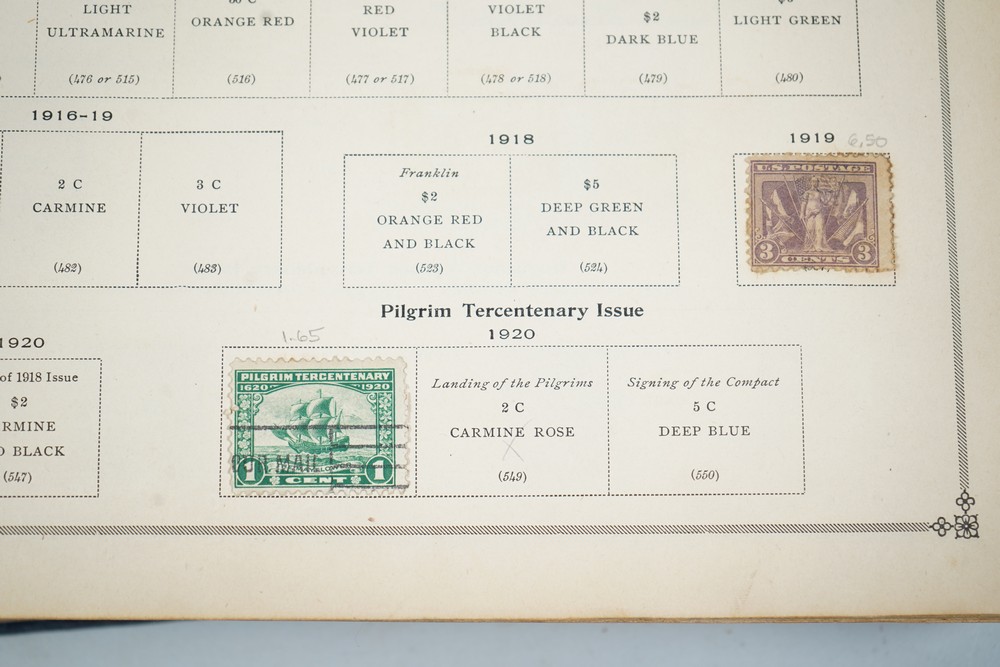 LIGHT
ULTRAMARINE
(476 or 515)
ORANGE RED
(516)
RED
VIOLET
(477 or 517)
VIOLET
BLACK
(478 or 518)
$2
DARK BLUE
(479)
LIGHT GREEN
(480)
1916-19
2 C
CARMINE
(482)
3 C
VIOLET
(483)
1918
Franklin
$2
ORANGE RED
AND BLACK
(523)
$5
DEEP GREEN
AND BLACK
(524)
1919 6,50
U.S. POSTAGE
3 3
CENTS
Pilgrim Tercentenary Issue
1920
1920
of 1918 Issue
$2
RMINE
BLACK
(547)
1.65
PILGRIM TERCENTENARY
1620 1920
MAIL
1 CENT 1
Landing of the Pilgrims
2 C
CARMINE ROSE
X
(549)
Signing of the Compact
5 C
DEEP BLUE
(550)